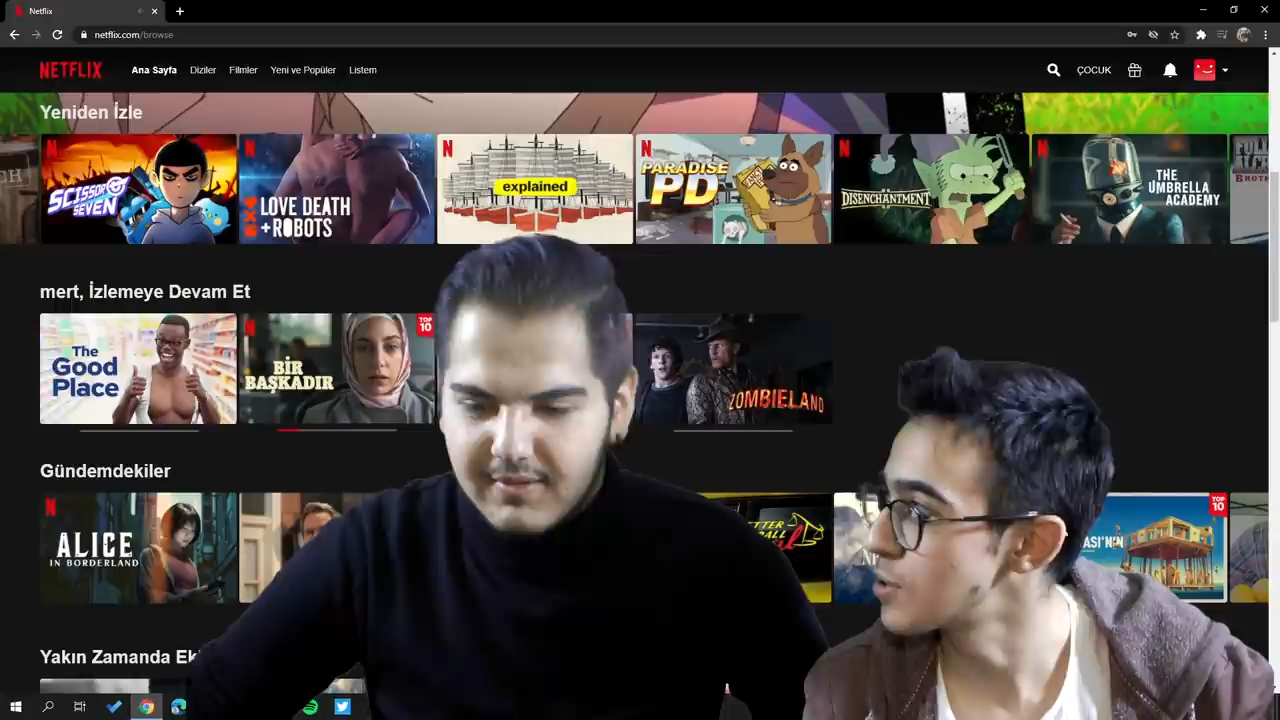 Netflix
netflix.com/browse
NETFLIX
Ana Sayfa
Diziler
Filmler
Yeni ve Popüler
Listem
ÇOCUK
Yeniden İzle
SCISSOR SEVEN
LOVE DEATH
+ROBOTS
explained
PARADISE
PD
DISENCHANTMENT
THE
UMBRELLA
ACADEMY
mert, İzlemeye Devam Et
The
Good
Place
BİR
BAŞKADIR
TOP
10
ZOMBIELAND
Gündemdekiler
ALICE
IN BORDERLAND
TOP
10
Yakın Zamanda